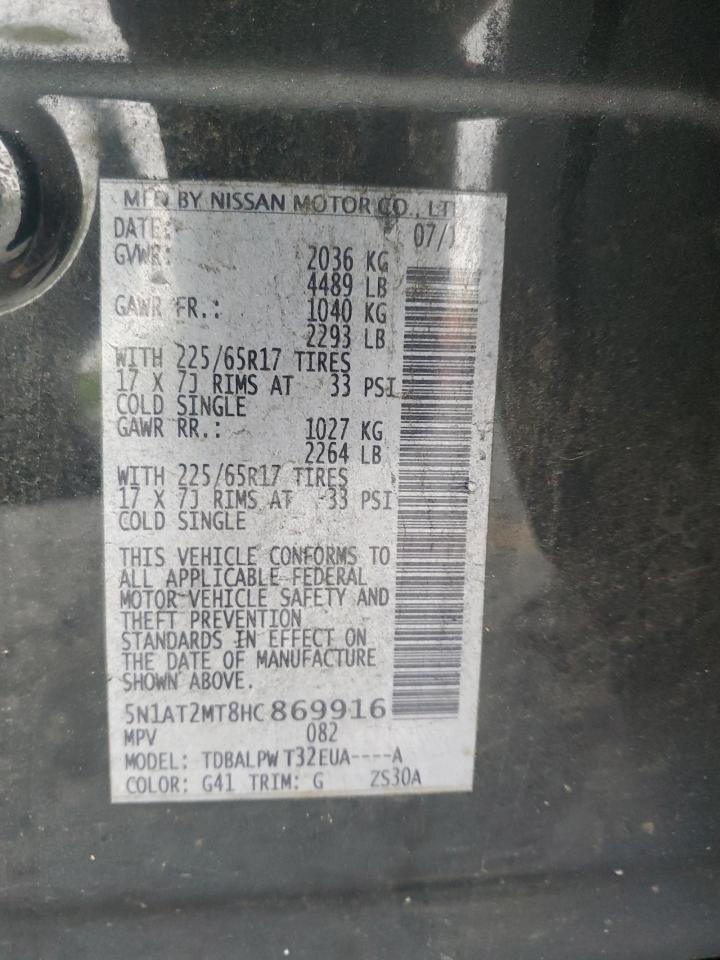 MFD BY NISSAN MOTOR CO., LTD
DATE: 07/1
GVWR: 2036 KG
4489 LB
GAWR FR.: 1040 KG
2293 LB
WITH 225/65R17 TIRES
17 X 7J RIMS AT 33 PSI
COLD SINGLE
GAWR RR.: 1027 KG
2264 LB
WITH 225/65R17 TIRES
17 X 7J RIMS AT 33 PSI
COLD SINGLE
THIS VEHICLE CONFORMS TO
ALL APPLICABLE FEDERAL
MOTOR VEHICLE SAFETY AND
THEFT PREVENTION
STANDARDS IN EFFECT ON
THE DATE OF MANUFACTURE
SHOWN ABOVE.
5N1AT2MT8HC869916
MPV 082
MODEL: TDBALPW T32EUA----A
COLOR: G41 TRIM: G ZS30A